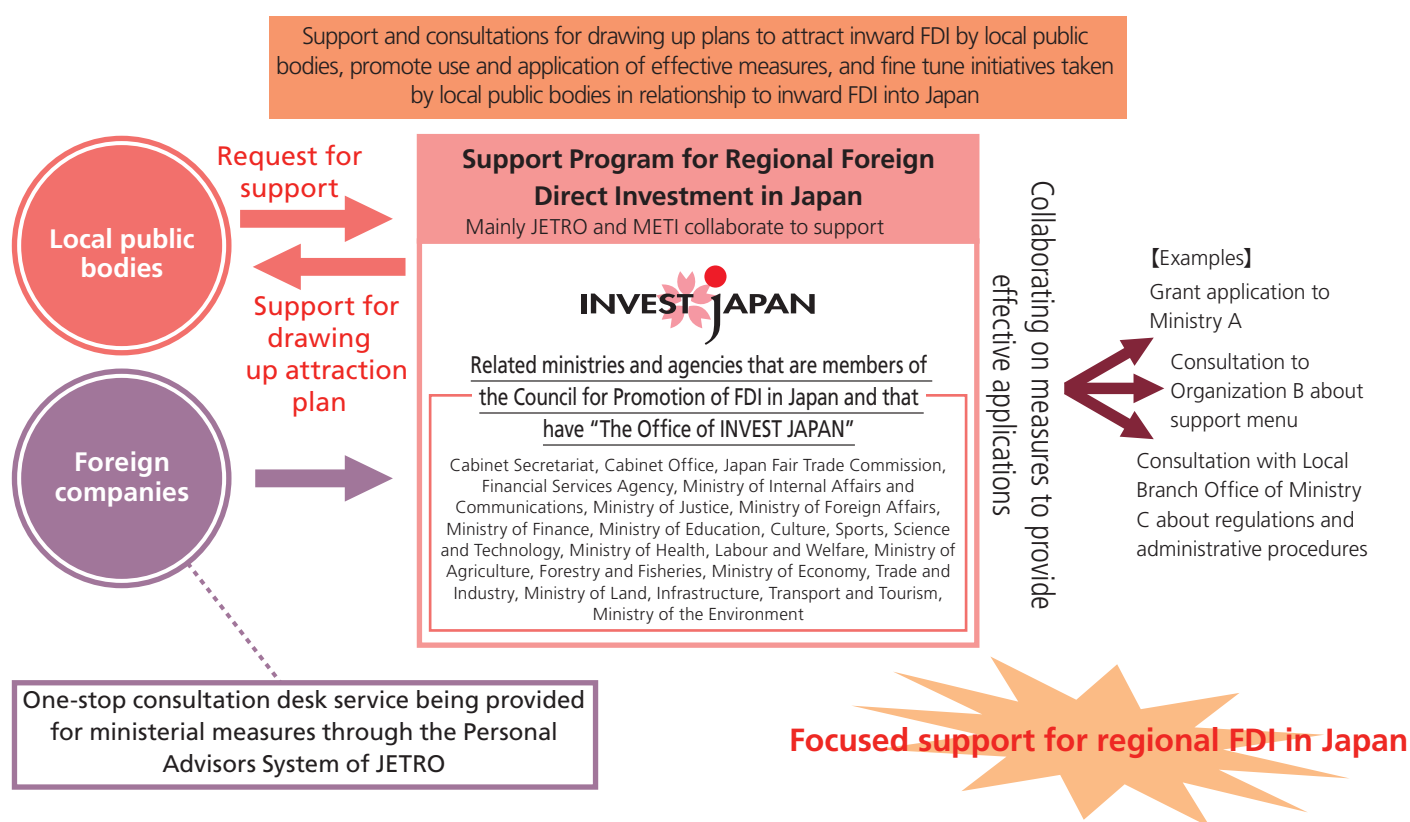 Support and consultations for drawing up plans to attract inward FDI by local public
bodies, promote use and application of effective measures, and fine tune initiatives taken
by local public bodies in relationship to inward FDI into Japan
Local public
bodies
Request for
support
Support for
drawing
up attraction
plan
Foreign
companies
Support Program for Regional Foreign
Direct Investment in Japan
Mainly JETRO and METI collaborate to support
INVEST JAPAN
Related ministries and agencies that are members of
the Council for Promotion of FDI in Japan and that
have “The Office of INVEST JAPAN”
Cabinet Secretariat, Cabinet Office, Japan Fair Trade Commission,
Financial Services Agency, Ministry of Internal Affairs and
Communications, Ministry of Justice, Ministry of Foreign Affairs,
Ministry of Finance, Ministry of Education, Culture, Sports, Science
and Technology, Ministry of Health, Labour and Welfare, Ministry of
Agriculture, Forestry and Fisheries, Ministry of Economy, Trade and
Industry, Ministry of Land, Infrastructure, Transport and Tourism,
Ministry of the Environment
Collaborating on measures to provide
effective applications
【Examples】
Grant application to
Ministry A
Consultation to
Organization B about
support menu
Consultation with Local
Branch Office of Ministry
C about regulations and
administrative procedures
One-stop consultation desk service being provided
for ministerial measures through the Personal
Advisors System of JETRO
Focused support for regional FDI in Japan